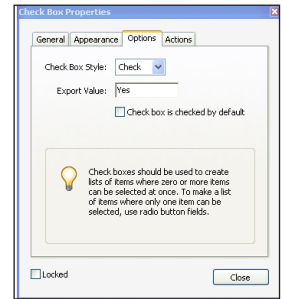 Check Box Properties
General Appearance Options Actions
Check Box Style: Check
Export Value: Yes
Check box is checked by default
Check boxes should be used to create
lists of items where zero or more items
can be selected at once. To make a list
of items where only one item can be
selected, use radio button fields.
Locked
Close